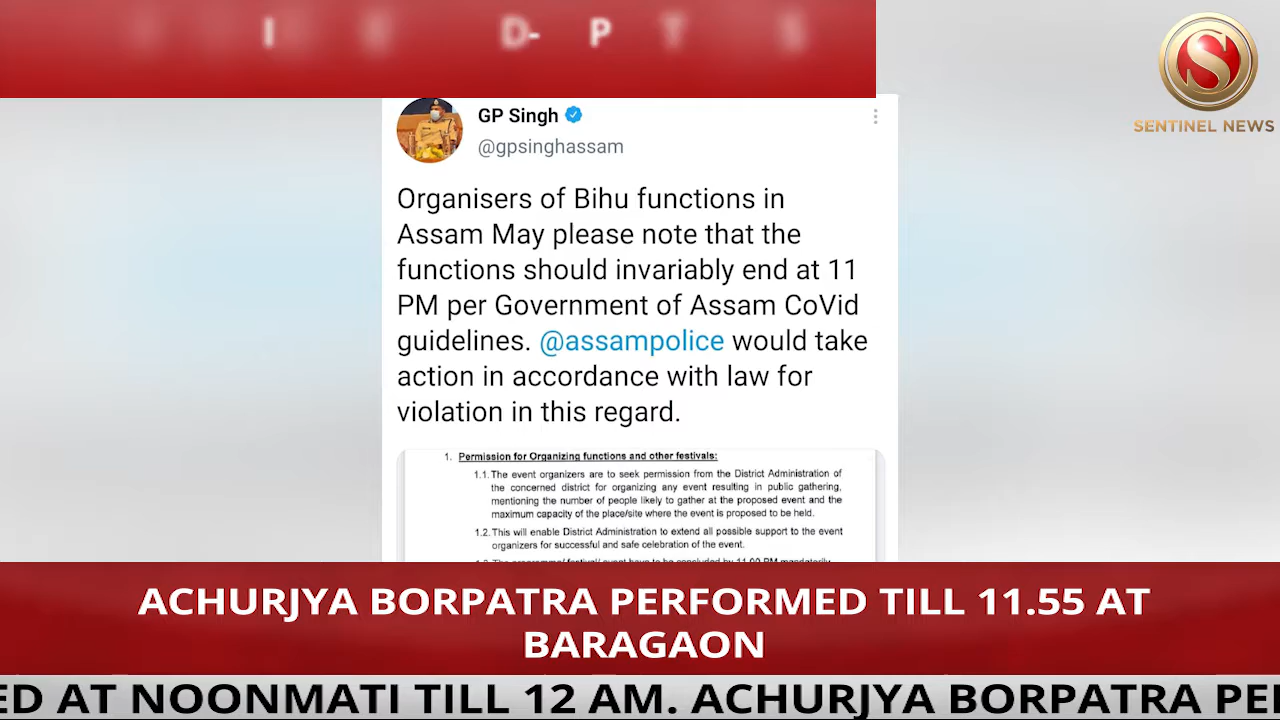 SENTINEL NEWS
GP Singh
@gpsinghassam
Organisers of Bihu functions in
Assam May please note that the
functions should invariably end at 11
PM per Government of Assam CoVid
guidelines. @assampolice would take
action in accordance with law for
violation in this regard.
1. Permission for Organizing functions and other festivals:
1.1. The event organizers are to seek permission from the District Administration of
the concerned district for organizing any event resulting in public gathering,
mentioning the number of people likely to gather at the proposed event and the
maximum capacity of the place/site where the event is proposed to be held.
1.2. This will enable District Administration to extend all possible support to the event
organizers for successful and safe celebration of the event.
ACHURJYA BORPATRA PERFORMED TILL 11.55 AT
BARAGAON
ED AT NOONMATI TILL 12 AM. ACHURJYA BORPATRA PE